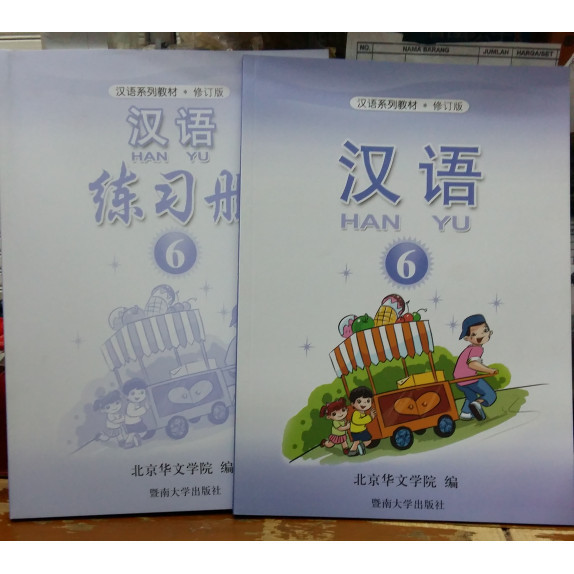 NO.
NAMA BARANG
JUMLAH
HARGA/SET
汉语系列教材 • 修订版
汉语
HAN YU
练习册
6
北京华文学院 编
暨南大学出版社
汉语系列教材 • 修订版
汉语
HAN YU
6
北京华文学院 编
暨南大学出版社